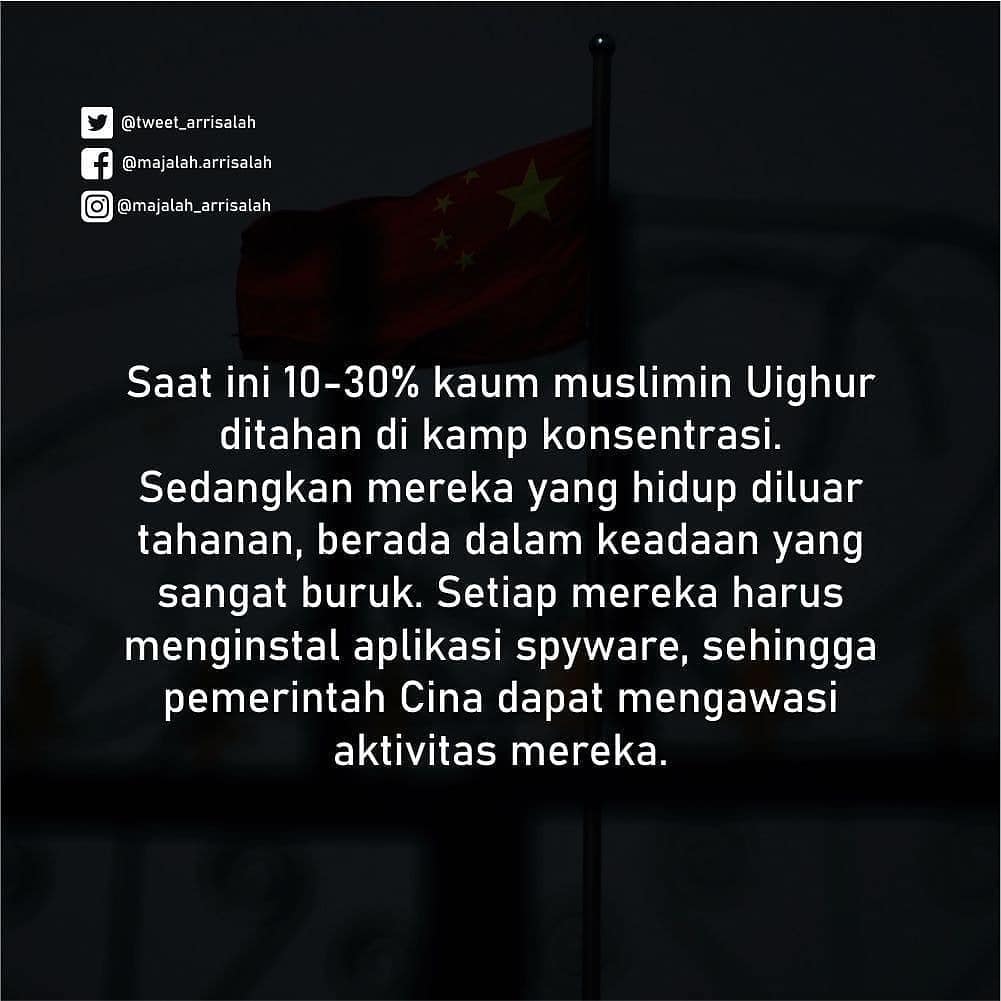 @tweet_arrisalah
@majalah.arrisalah
@majalah_arrisalah
Saat ini 10-30% kaum muslimin Uighur
ditahan di kamp konsentrasi.
Sedangkan mereka yang hidup diluar
tahanan, berada dalam keadaan yang
sangat buruk. Setiap mereka harus
menginstal aplikasi spyware, sehingga
pemerintah Cina dapat mengawasi
aktivitas mereka.